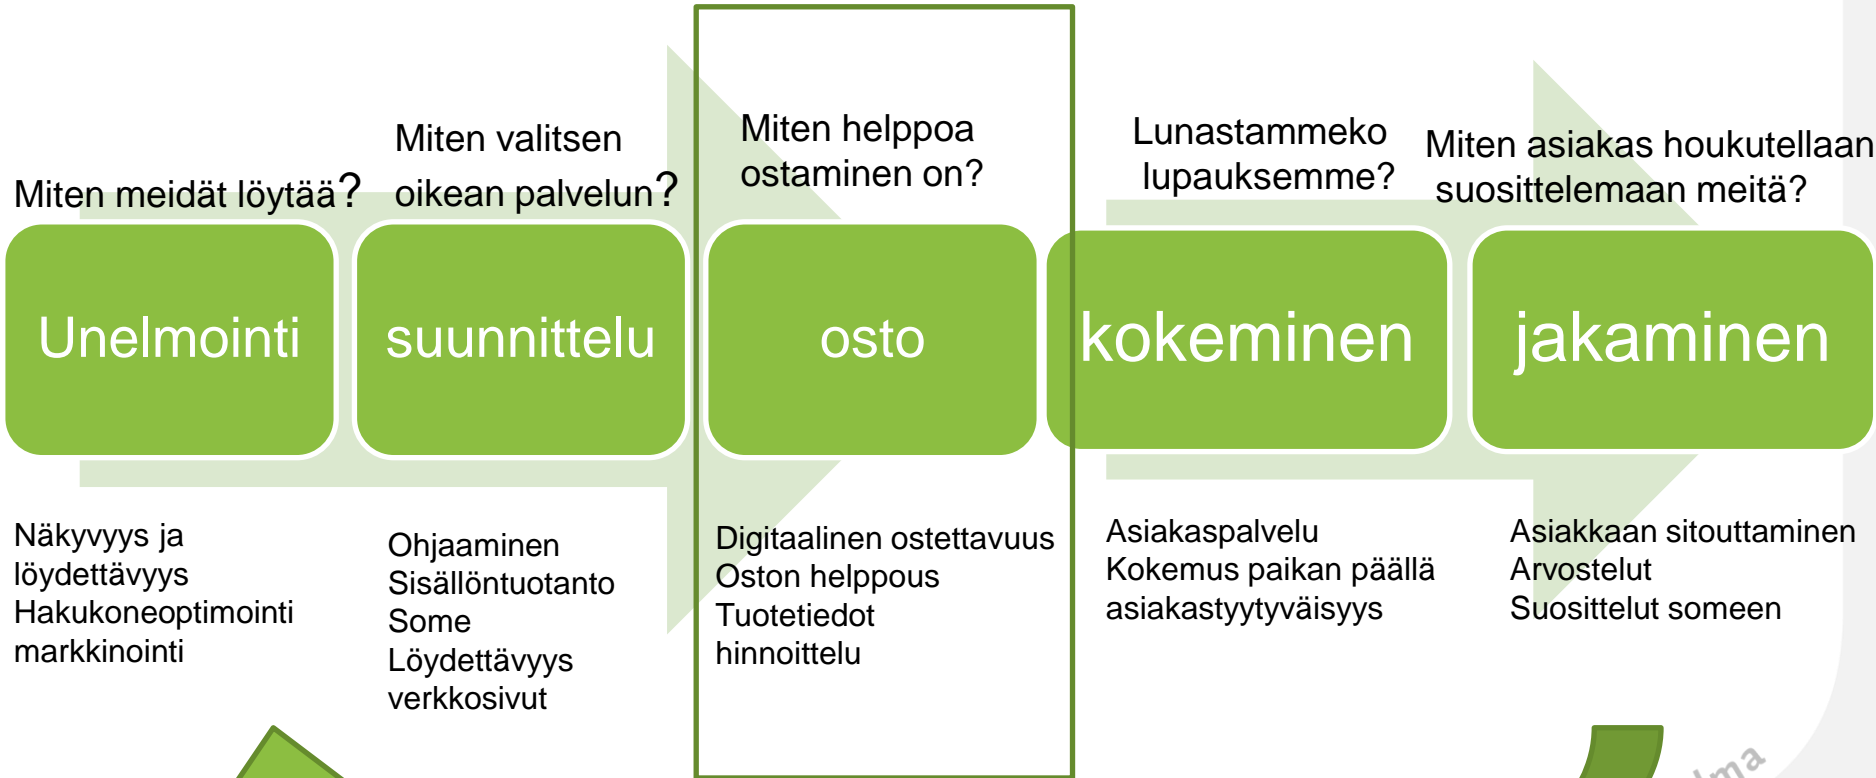 Miten meidät löytää?
Miten valitsen
oikean palvelun?
Miten helppoa
ostaminen on?
Lunastammeko
lupauksemme?
Miten asiakas houkutellaan
suosittelemaan meitä?
Unelmointi
suunnittelu
osto
kokeminen
jakaminen
Näkyvyys ja
löydettävyys
Hakukoneoptimointi
markkinointi
Ohjaaminen
Sisällöntuotanto
Some
Löydettävyys
verkkosivut
Digitaalinen ostettavuus
Oston helppous
Tuotetiedot
hinnoittelu
Asiakaspalvelu
Kokemus paikan päällä
asiakastyytyväisyys
Asiakkaan sitouttaminen
Arvostelut
Suosittelut someen